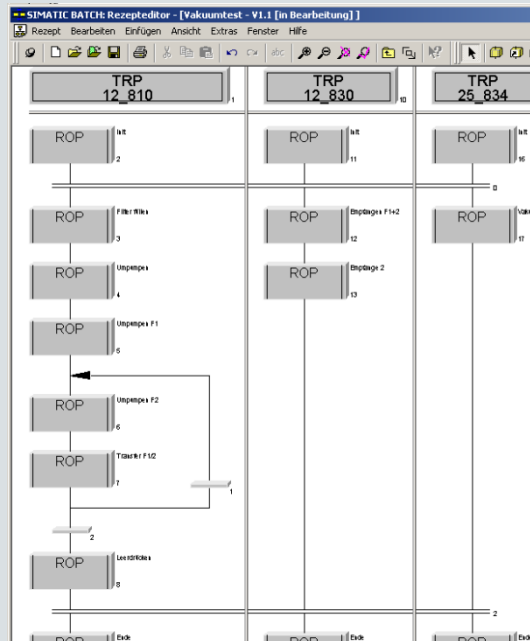 SIMATIC BATCH: Rezepteditor - [Vakuumtest - V1.1 [in Bearbeitung] ]
Rezept Bearbeiten Einfügen Ansicht Extras Fenster Hilfe
abc
TRP 12_810
1
TRP 12_830
10
TRP 25_834
ROP Init 2
ROP Init 11
ROP Init 16
ROP Filter füllen 3
ROP Empfangen F1+2 12
ROP 17
ROP Umpumpen 4
ROP Empfange 2 13
ROP Umpumpen F1 5
ROP Umpumpen F2 6
ROP Transfer F1/2 7
1
2
ROP Leerdrücken 8
2
ROP Ende
ROP Ende
ROP Ende